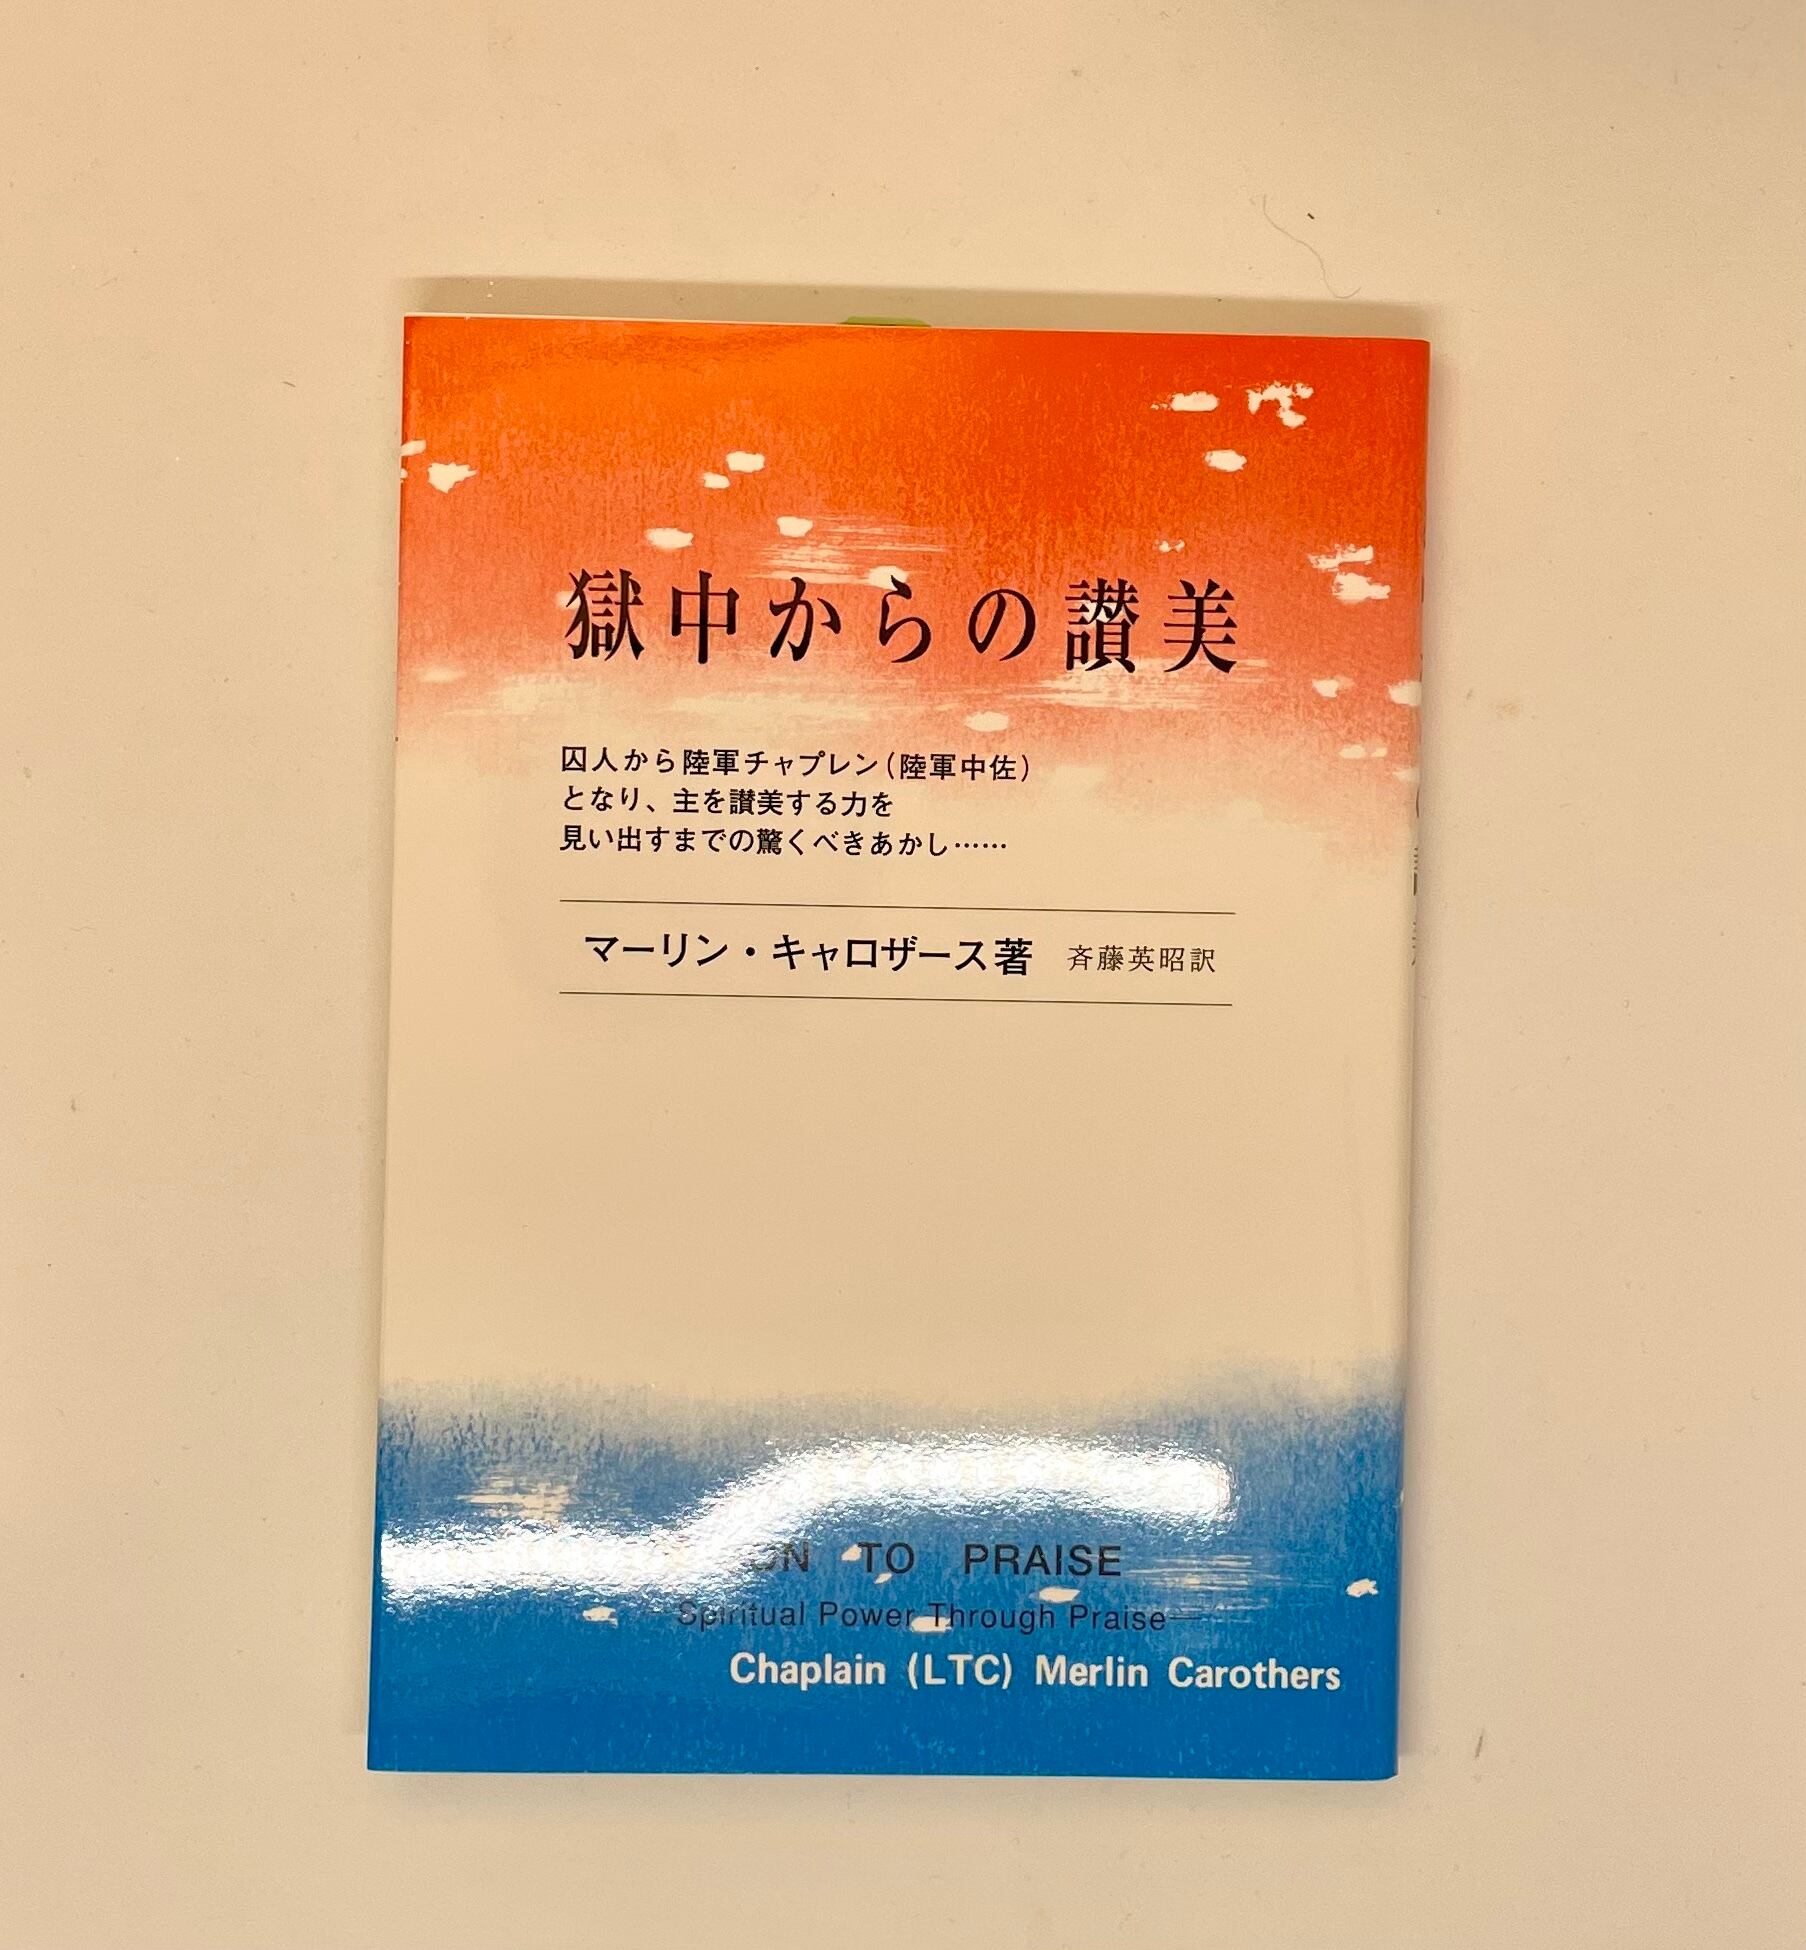 獄中からの讃美
囚人から陸軍チャプレン(陸軍中佐)
となり、主を讃美する力を
見い出すまでの驚くべきあかし……
マーリン・キャロザース著 斉藤英昭訳
TO PRAISE
Spiritual Power Through Praise—
Chaplain (LTC) Merlin Carothers